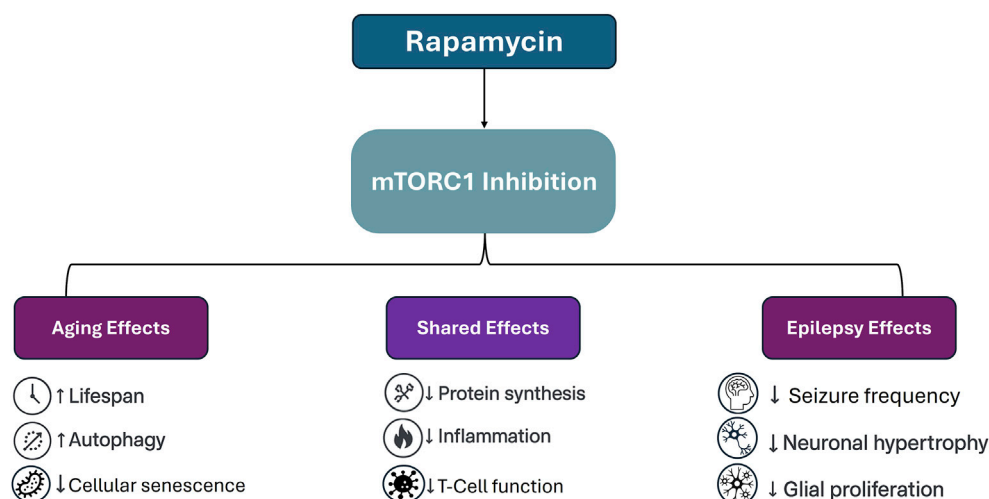 Rapamycin
mTORC1 Inhibition
Aging Effects
↑ Lifespan
↑ Autophagy
↓ Cellular senescence
Shared Effects
↓ Protein synthesis
↓ Inflammation
↓ T-Cell function
Epilepsy Effects
↓ Seizure frequency
↓ Neuronal hypertrophy
↓ Glial proliferation